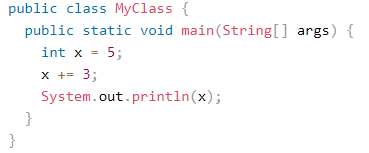 public class MyClass {
  public static void main(String[] args) {
    int x = 5;
    x += 3;
    System.out.println(x);
  }
}